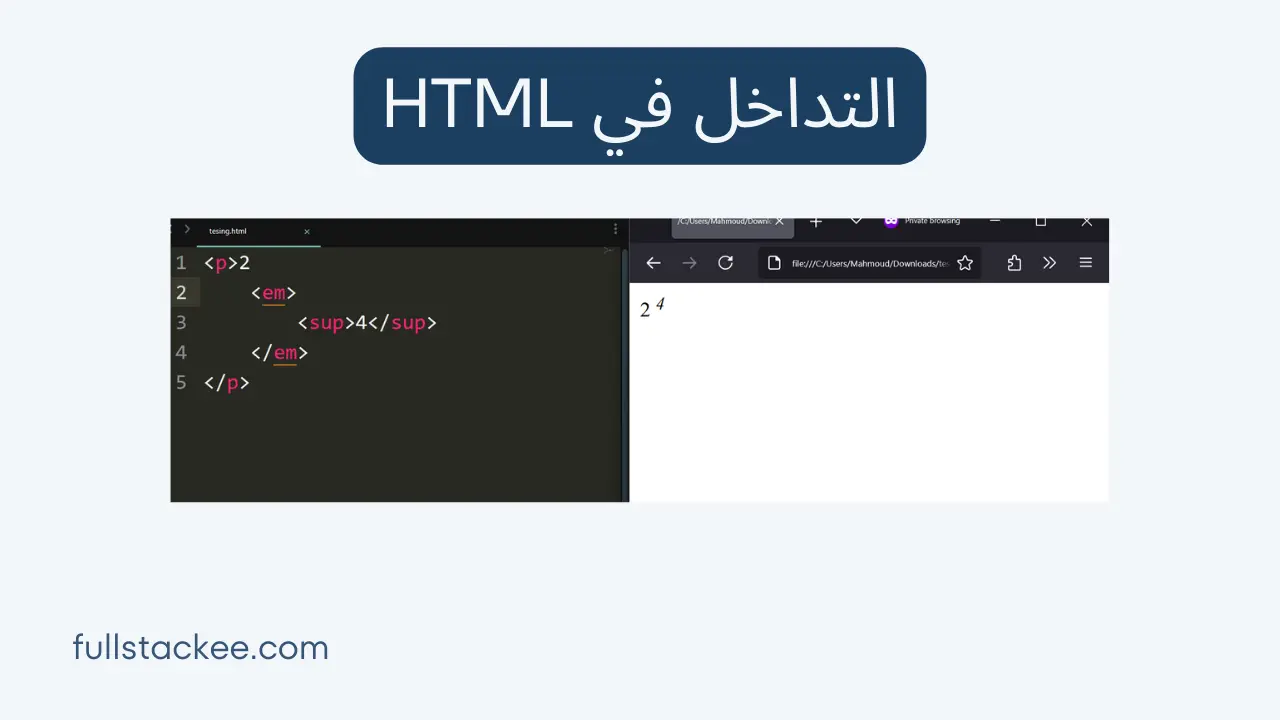 التداخل في HTML
tesing.html
1 <p>2
2 <em>
3 <sup>4</sup>
4 </em>
5 </p>
/C:/Users/Mahmoud/Downl
Private browsing
file:///C:/Users/Mahmoud/Downloads/te
2 4
fullstackee.com